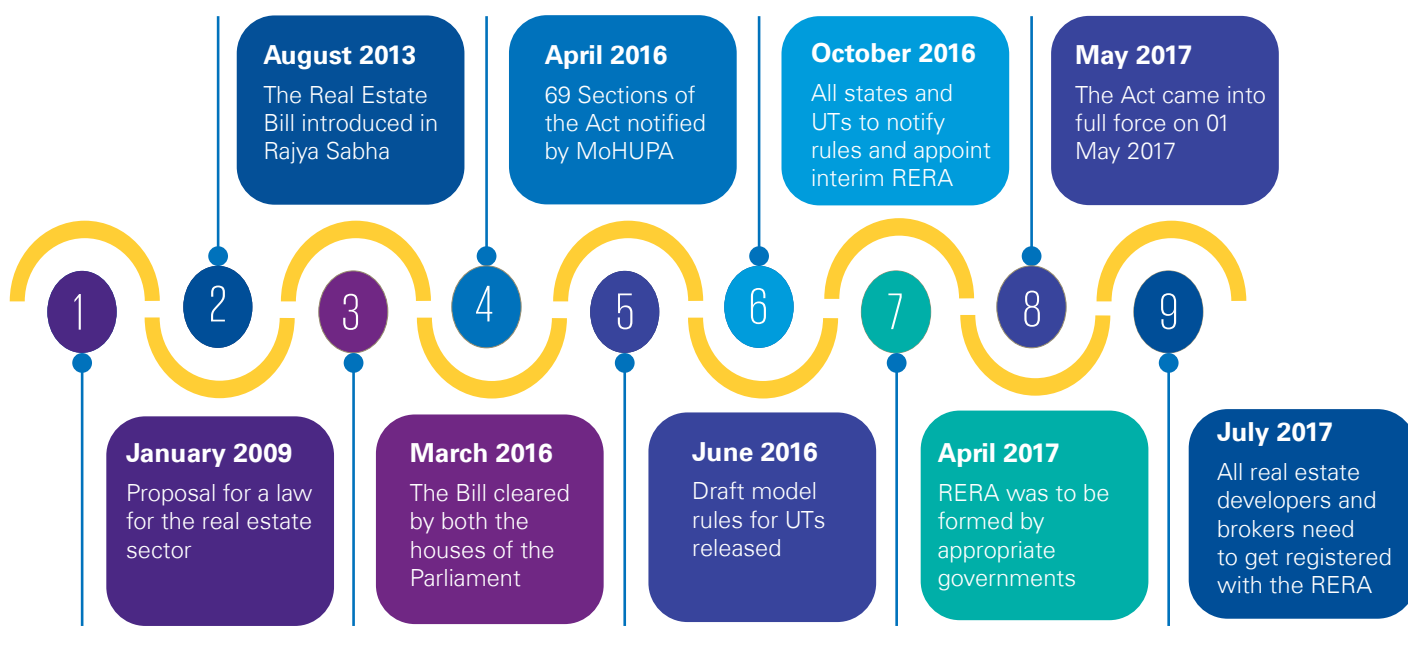 August 2013
The Real Estate
Bill introduced in
Rajya Sabha
April 2016
69 Sections of
the Act notified
by MoHUPA
October 2016
All states and
UTs to notify
rules and appoint
interim RERA
May 2017
The Act came into
full force on 01
May 2017
1
2
3
4
5
6
7
8
9
January 2009
Proposal for a law
for the real estate
sector
March 2016
The Bill cleared
by both the
houses of the
Parliament
June 2016
Draft model
rules for UTs
released
April 2017
RERA was to be
formed by
appropriate
governments
July 2017
All real estate
developers and
brokers need
to get registered
with the RERA